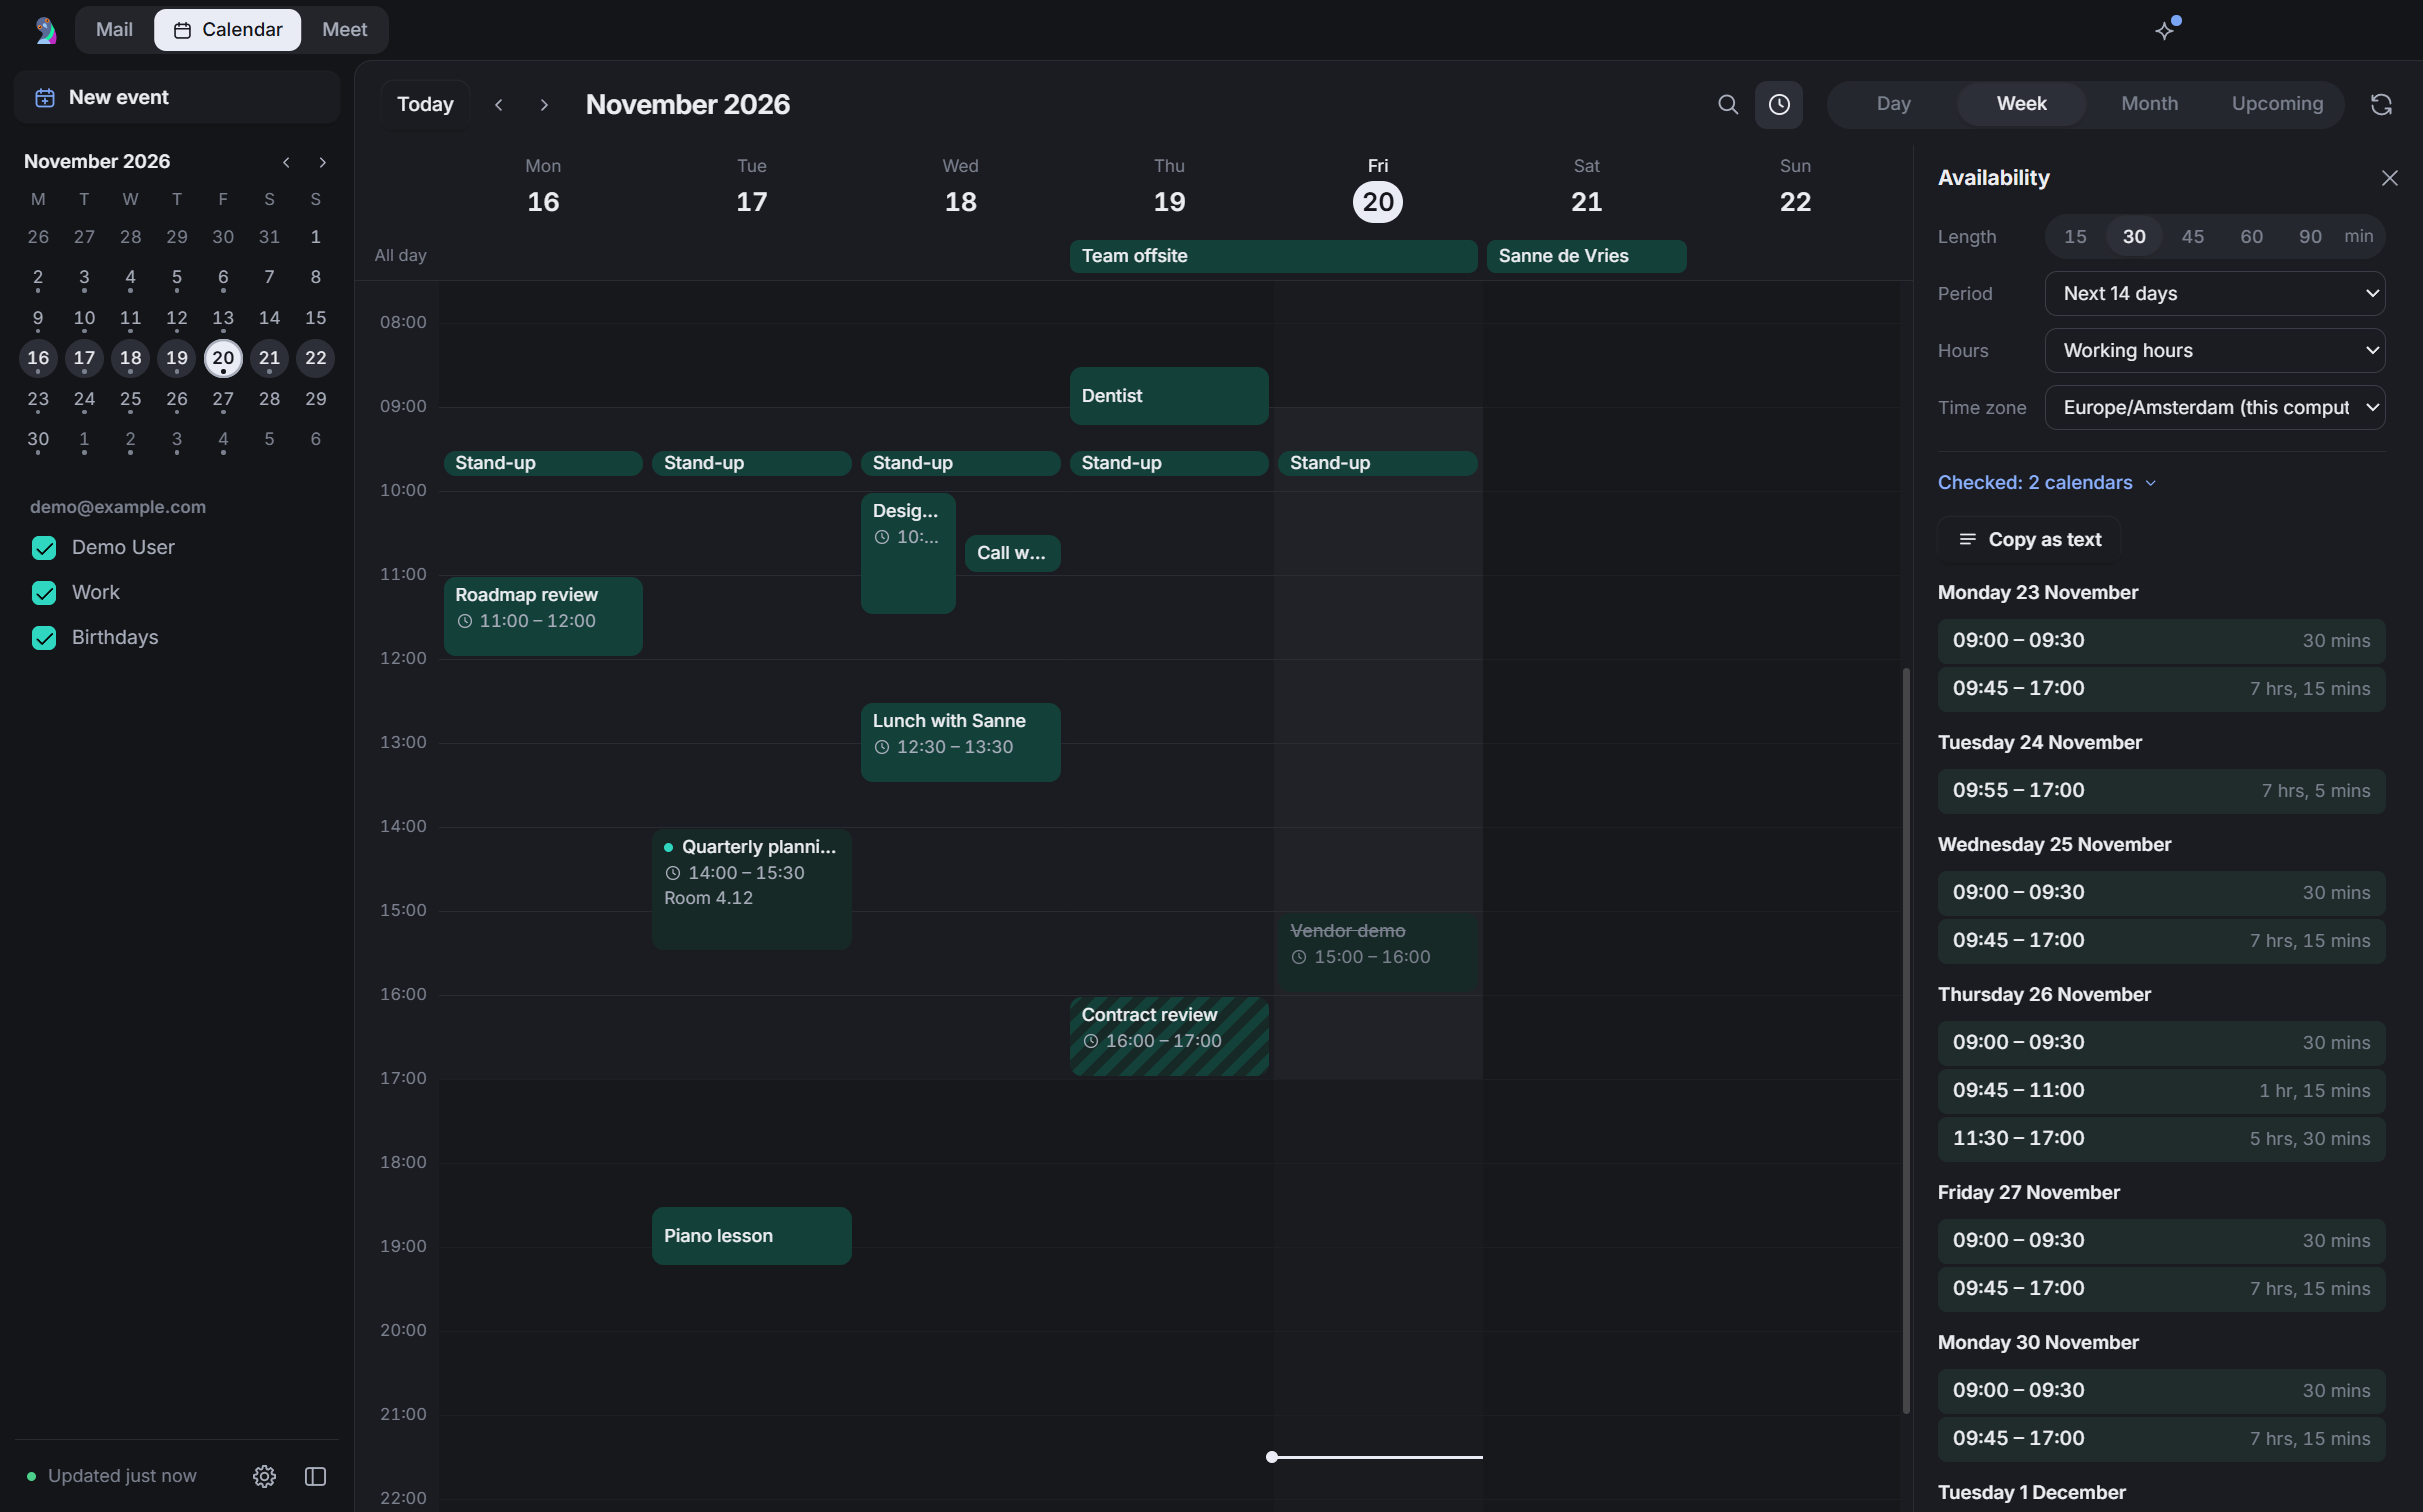 Mail
Calendar
Meet
New event
November 2026
M T W T F S S
26 27 28 29 30 31 1
2 3 4 5 6 7 8
9 10 11 12 13 14 15
16 17 18 19 20 21 22
23 24 25 26 27 28 29
30 1 2 3 4 5 6
demo@example.com
Demo User
Work
Birthdays
Updated just now
Today
November 2026
Day
Week
Month
Upcoming
Mon 16
Tue 17
Wed 18
Thu 19
Fri 20
Sat 21
Sun 22
All day
Team offsite
Sanne de Vries
08:00
09:00
10:00
11:00
12:00
13:00
14:00
15:00
16:00
17:00
18:00
19:00
20:00
21:00
22:00
Stand-up
Roadmap review
11:00 – 12:00
Stand-up
Quarterly planni...
14:00 – 15:30
Room 4.12
Piano lesson
Stand-up
Desig...
10:...
Call w...
Lunch with Sanne
12:30 – 13:30
Dentist
Stand-up
Contract review
16:00 – 17:00
Stand-up
Vendor demo
15:00 – 16:00
Availability
Length
15 30 45 60 90 min
Period
Next 14 days
Hours
Working hours
Time zone
Europe/Amsterdam (this comput
Checked: 2 calendars
Copy as text
Monday 23 November
09:00 – 09:30 30 mins
09:45 – 17:00 7 hrs, 15 mins
Tuesday 24 November
09:55 – 17:00 7 hrs, 5 mins
Wednesday 25 November
09:00 – 09:30 30 mins
09:45 – 17:00 7 hrs, 15 mins
Thursday 26 November
09:00 – 09:30 30 mins
09:45 – 11:00 1 hr, 15 mins
11:30 – 17:00 5 hrs, 30 mins
Friday 27 November
09:00 – 09:30 30 mins
09:45 – 17:00 7 hrs, 15 mins
Monday 30 November
09:00 – 09:30 30 mins
09:45 – 17:00 7 hrs, 15 mins
Tuesday 1 December